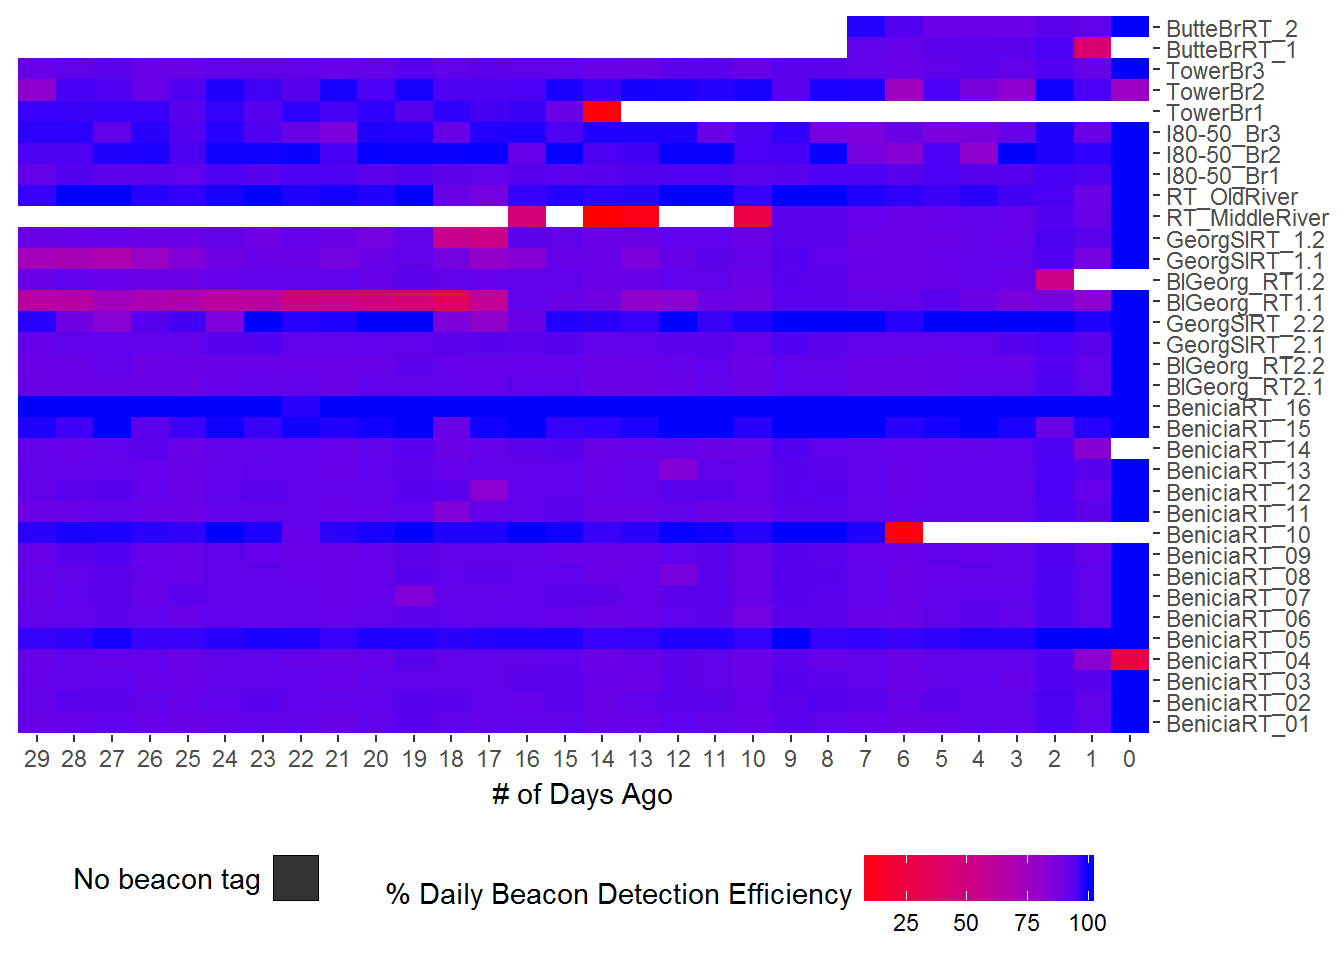 ButteBrRT_2
ButteBrRT_1
TowerBr3
TowerBr2
TowerBr1
I80-50_Br3
I80-50_Br2
I80-50_Br1
RT_OldRiver
RT_MiddleRiver
GeorgSlRT_1.2
GeorgSlRT_1.1
BlGeorg_RT1.2
BlGeorg_RT1.1
GeorgSlRT_2.2
GeorgSlRT_2.1
BlGeorg_RT2.2
BlGeorg_RT2.1
BeniciaRT_16
BeniciaRT_15
BeniciaRT_14
BeniciaRT_13
BeniciaRT_12
BeniciaRT_11
BeniciaRT_10
BeniciaRT_09
BeniciaRT_08
BeniciaRT_07
BeniciaRT_06
BeniciaRT_05
BeniciaRT_04
BeniciaRT_03
BeniciaRT_02
BeniciaRT_01
29 28 27 26 25 24 23 22 21 20 19 18 17 16 15 14 13 12 11 10 9 8 7 6 5 4 3 2 1 0
# of Days Ago
No beacon tag
% Daily Beacon Detection Efficiency
25 50 75 100